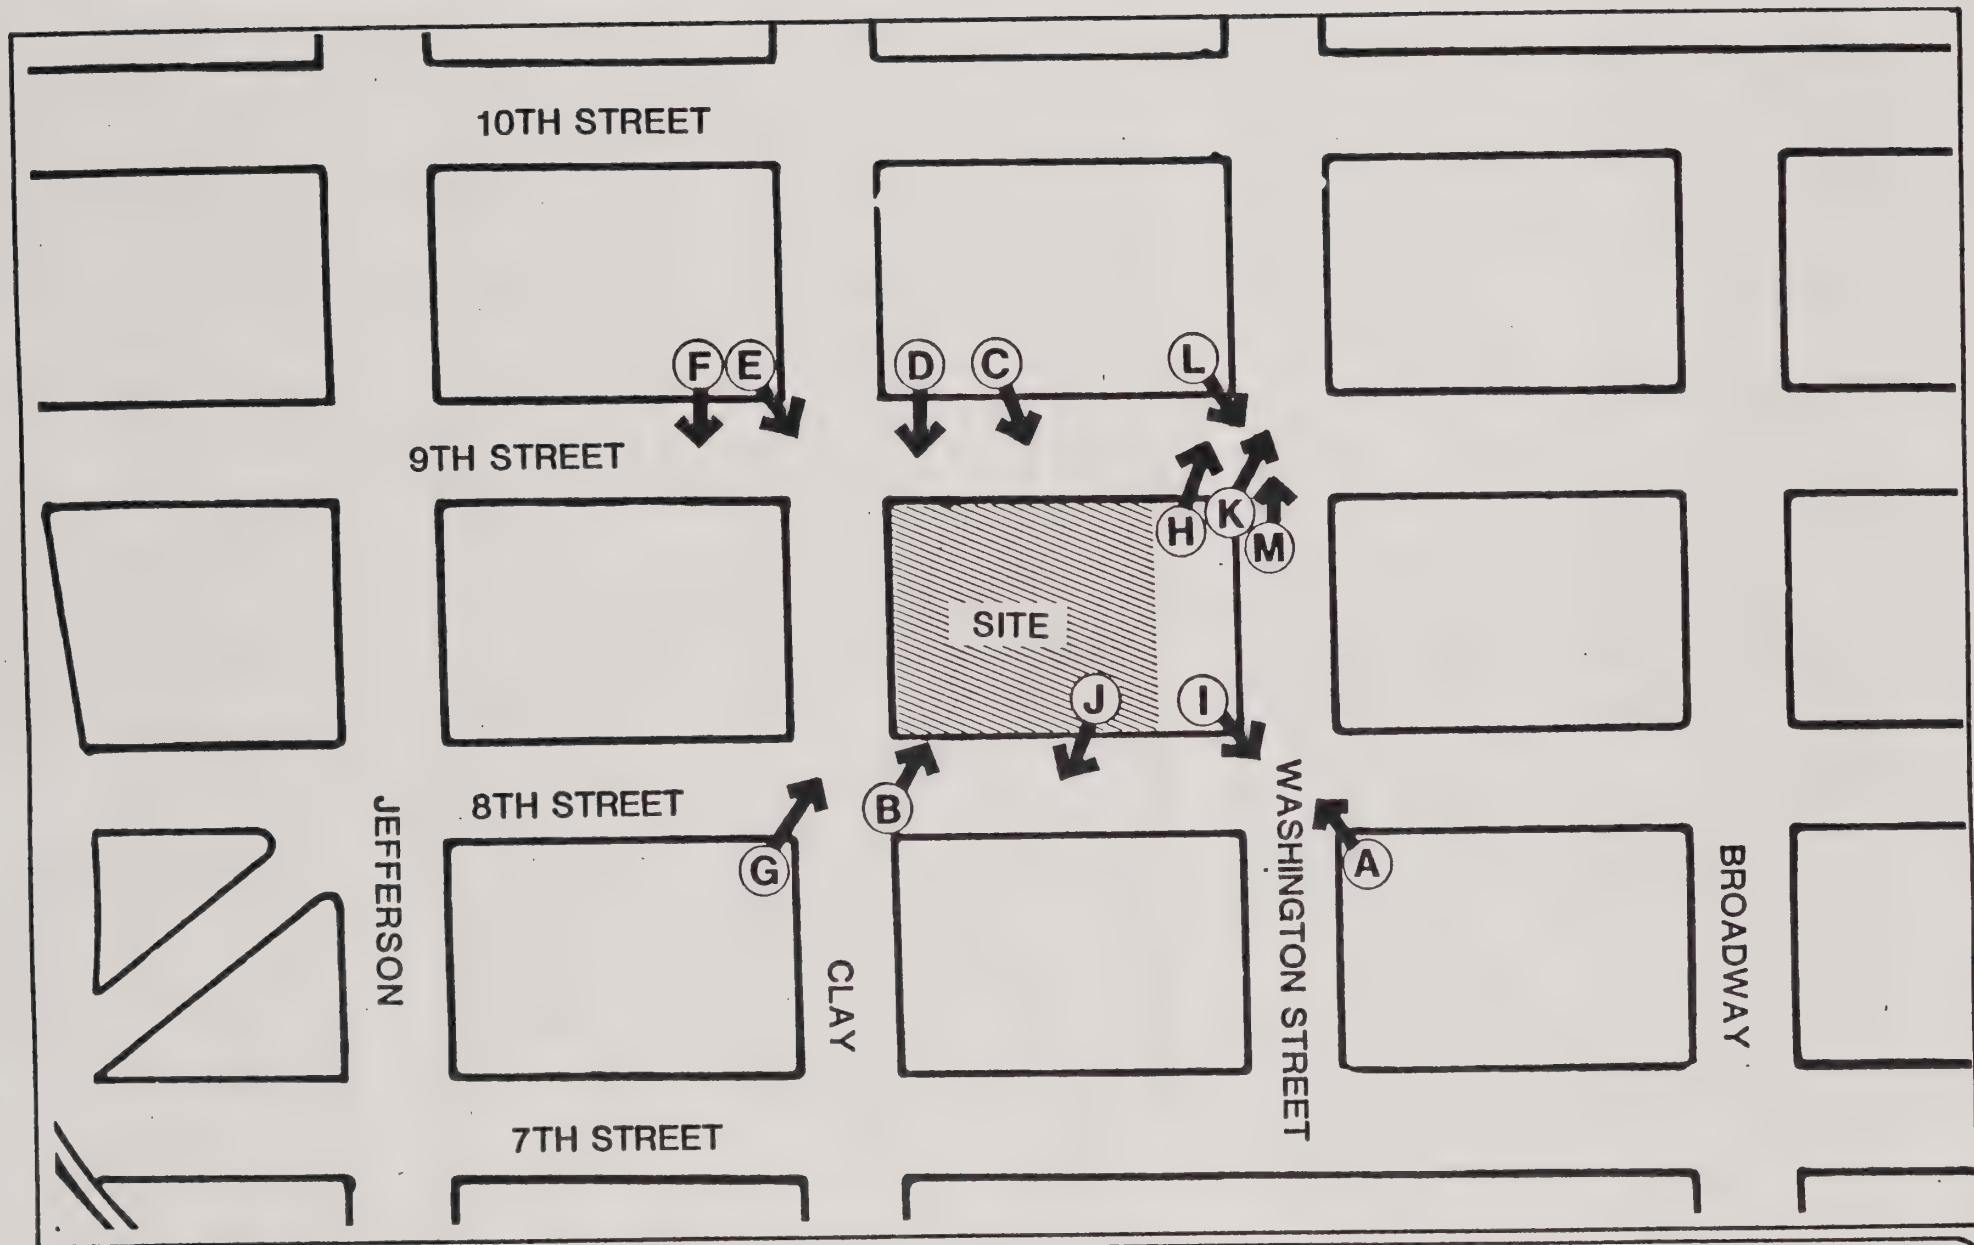 10TH STREET
F E D C L
9TH STREET
H K M
SITE
J I
8TH STREET
B
G
A
JEFFERSON
CLAY
WASHINGTON STREET
BROADWAY
7TH STREET